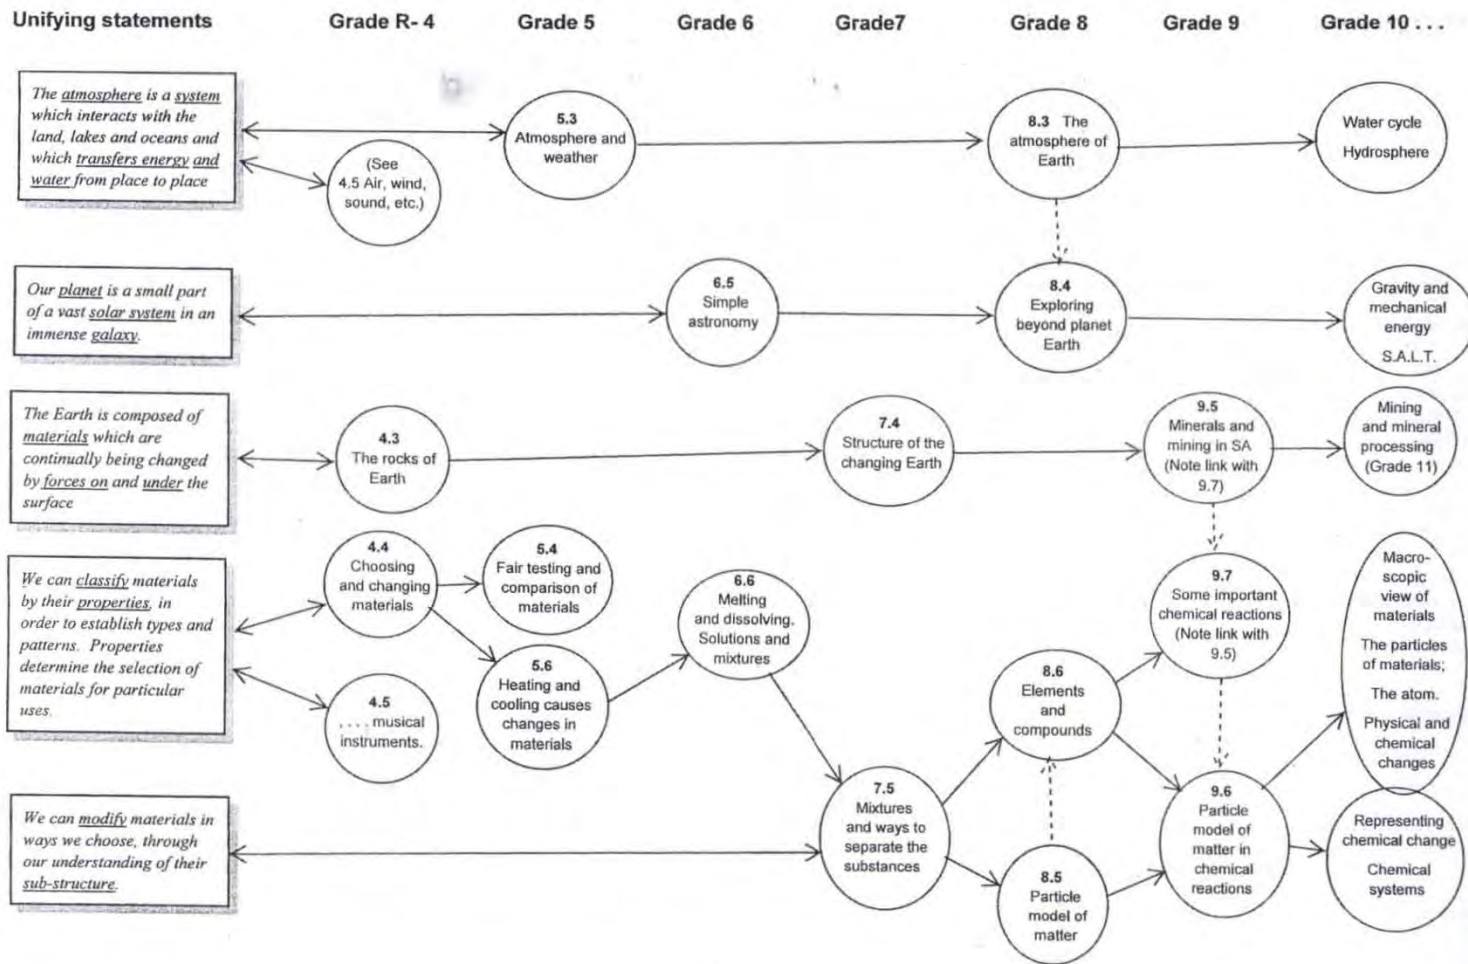 Unifying statements
Grade R- 4
Grade 5
Grade 6
Grade7
Grade 8
Grade 9
Grade 10 . . .
The atmosphere is a system
which interacts with the
land, lakes and oceans and
which transfers energy and
water from place to place
(See
4.5 Air, wind,
sound, etc.)
5.3
Atmosphere and
weather
8.3 The
atmosphere of
Earth
Water cycle
Hydrosphere
Our planet is a small part
of a vast solar system in an
immense galaxy.
6.5
Simple
astronomy
8.4
Exploring
beyond planet
Earth
Gravity and
mechanical
energy
S.A.L.T.
The Earth is composed of
materials which are
continually being changed
by forces on and under the
surface
4.3
The rocks of
Earth
7.4
Structure of the
changing Earth
9.5
Minerals and
mining in SA
(Note link with
9.7)
Mining
and mineral
processing
(Grade 11)
We can classify materials
by their properties, in
order to establish types and
patterns. Properties
determine the selection of
materials for particular
uses.
4.4
Choosing
and changing
materials
4.5
. . . . musical
instruments.
5.4
Fair testing and
comparison of
materials
5.6
Heating and
cooling causes
changes in
materials
6.6
Melting
and dissolving.
Solutions and
mixtures
8.6
Elements
and
compounds
9.7
Some important
chemical reactions
(Note link with
9.5)
Macro-
scopic
view of
materials
The particles
of materials;
The atom.
Physical and
chemical
changes
We can modify materials in
ways we choose, through
our understanding of their
sub-structure.
7.5
Mixtures
and ways to
separate the
substances
8.5
Particle
model of
matter
9.6
Particle
model of
matter in
chemical
reactions
Representing
chemical change
Chemical
systems